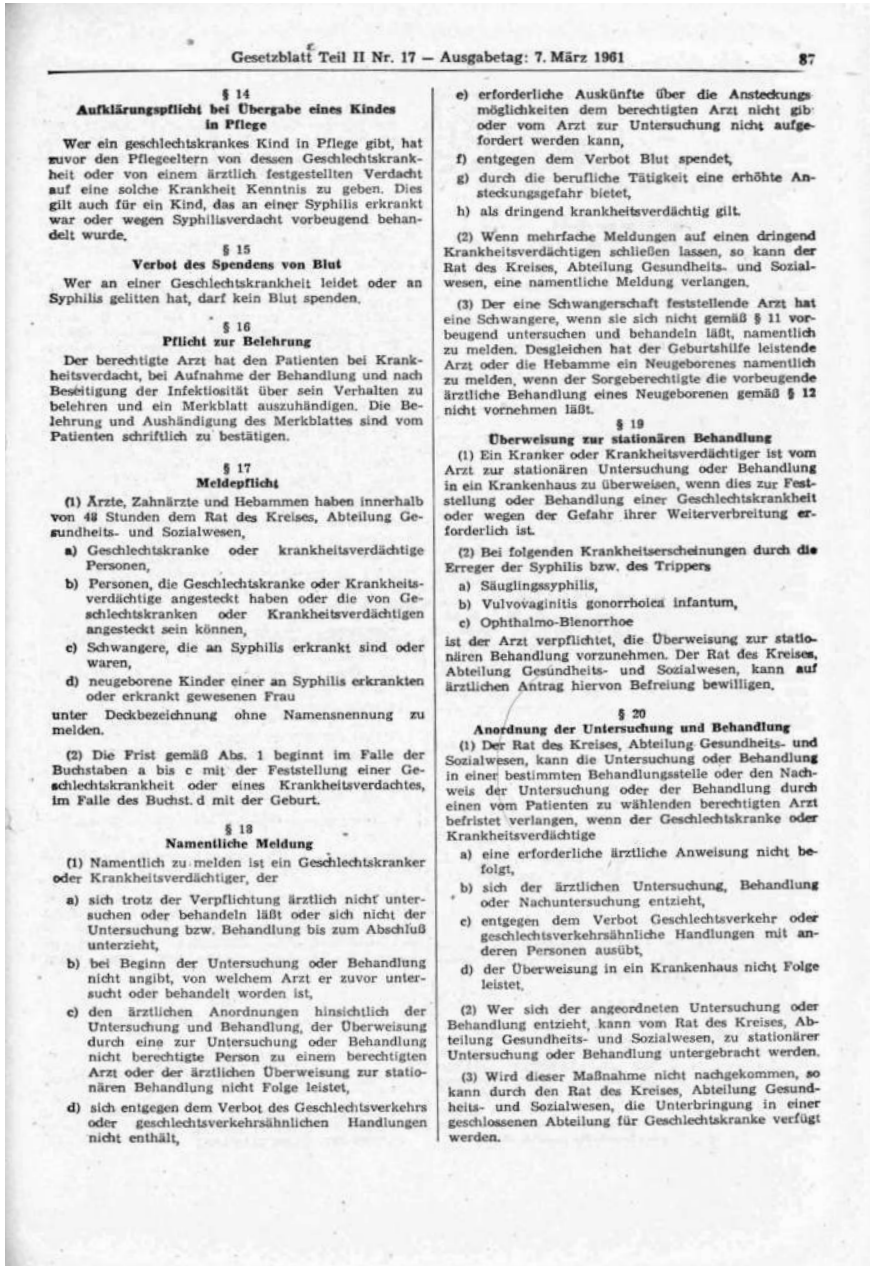 Gesetzblatt Teil II Nr. 17 — Ausgabetag: 7. März 1961
87
§ 14
Aufklärungspflicht bei Übergabe eines Kindes
in Pflege
Wer ein geschlechtskrankes Kind in Pflege gibt, hat
zuvor den Pflegeeltern von dessen Geschlechtskrank-
heit oder von einem ärztlich festgestellten Verdacht
auf eine solche Krankheit Kenntnis zu geben. Dies
gilt auch für ein Kind, das an einer Syphilis erkrankt
war oder wegen Syphilisverdacht vorbeugend behan-
delt wurde.
§ 15
Verbot des Spendens von Blut
Wer an einer Geschlechtskrankheit leidet oder an
Syphilis gelitten hat, darf kein Blut spenden.
§ 16
Pflicht zur Belehrung
Der berechtigte Arzt hat den Patienten bei Krank-
heitsverdacht, bei Aufnahme der Behandlung und nach
Beseitigung der Infektiosität über sein Verhalten zu
belehren und ein Merkblatt auszuhändigen. Die Be-
lehrung und Aushändigung des Merkblattes sind vom
Patienten schriftlich zu bestätigen.
§ 17
Meldepflicht
(1) Ärzte, Zahnärzte und Hebammen haben innerhalb
von 48 Stunden dem Rat des Kreises, Abteilung Ge-
sundheits- und Sozialwesen,
a) Geschlechtskranke oder krankheitsverdächtige
Personen,
b) Personen, die Geschlechtskranke oder Krankheits-
verdächtige angesteckt haben oder die von Ge-
schlechtskranken oder Krankheitsverdächtigen
angesteckt sein können,
c) Schwangere, die an Syphilis erkrankt sind oder
waren,
d) neugeborene Kinder einer an Syphilis erkrankten
oder erkrankt gewesenen Frau
unter Deckbezeichnung ohne Namensnennung zu
melden.
(2) Die Frist gemäß Abs. 1 beginnt im Falle der
Buchstaben a bis c mit der Feststellung einer Ge-
schlechtskrankheit oder eines Krankheitsverdachtes,
im Falle des Buchst. d mit der Geburt.
§ 18
Namentliche Meldung
(1) Namentlich zu melden ist ein Geschlechtskranker
oder Krankheitsverdächtiger, der
a) sich trotz der Verpflichtung ärztlich nicht unter-
suchen oder behandeln läßt oder sich nicht der
Untersuchung bzw. Behandlung bis zum Abschluß
unterzieht,
b) bei Beginn der Untersuchung oder Behandlung
nicht angibt, von welchem Arzt er zuvor unter-
sucht oder behandelt worden ist,
c) den ärztlichen Anordnungen hinsichtlich der
Untersuchung und Behandlung, der Überweisung
durch eine zur Untersuchung oder Behandlung
nicht berechtigte Person zu einem berechtigten
Arzt oder der ärztlichen Überweisung zur statio-
nären Behandlung nicht Folge leistet,
d) sich entgegen dem Verbot des Geschlechtsverkehrs
oder geschlechtsverkehrsähnlichen Handlungen
nicht enthält,
e) erforderliche Auskünfte über die Ansteckungs
möglichkeiten dem berechtigten Arzt nicht gib
oder vom Arzt zur Untersuchung nicht aufge-
fordert werden kann,
f) entgegen dem Verbot Blut spendet,
g) durch die berufliche Tätigkeit eine erhöhte An-
steckungsgefahr bietet,
h) als dringend krankheitsverdächtig gilt.
(2) Wenn mehrfache Meldungen auf einen dringend
Krankheitsverdächtigen schließen lassen, so kann der
Rat des Kreises, Abteilung Gesundheits- und Sozial-
wesen, eine namentliche Meldung verlangen.
(3) Der eine Schwangerschaft feststellende Arzt hat
eine Schwangere, wenn sie sich nicht gemäß § 11 vor-
beugend untersuchen und behandeln läßt, namentlich
zu melden. Desgleichen hat der Geburtshilfe leistende
Arzt oder die Hebamme ein Neugeborenes namentlich
zu melden, wenn der Sorgeberechtigte die vorbeugende
ärztliche Behandlung eines Neugeborenen gemäß § 12
nicht vornehmen läßt.
§ 19
Überweisung zur stationären Behandlung
(1) Ein Kranker oder Krankheitsverdächtiger ist vom
Arzt zur stationären Untersuchung oder Behandlung
in ein Krankenhaus zu überweisen, wenn dies zur Fest-
stellung oder Behandlung einer Geschlechtskrankheit
oder wegen der Gefahr ihrer Weiterverbreitung er-
forderlich ist.
(2) Bei folgenden Krankheitserscheinungen durch die
Erreger der Syphilis bzw. des Trippers
a) Säuglingssyphilis,
b) Vulvovaginitis gonorrhoica infantum,
c) Ophthalmo-Blenorrhoe
ist der Arzt verpflichtet, die Überweisung zur statio-
nären Behandlung vorzunehmen. Der Rat des Kreises,
Abteilung Gesundheits- und Sozialwesen, kann auf
ärztlichen Antrag hiervon Befreiung bewilligen.
§ 20
Anordnung der Untersuchung und Behandlung
(1) Der Rat des Kreises, Abteilung Gesundheits- und
Sozialwesen, kann die Untersuchung oder Behandlung
in einer bestimmten Behandlungsstelle oder den Nach-
weis der Untersuchung oder der Behandlung durch
einen vom Patienten zu wählenden berechtigten Arzt
befristet verlangen, wenn der Geschlechtskranke oder
Krankheitsverdächtige
a) eine erforderliche ärztliche Anweisung nicht be-
folgt,
b) sich der ärztlichen Untersuchung, Behandlung
oder Nachuntersuchung entzieht,
c) entgegen dem Verbot Geschlechtsverkehr oder
geschlechtsverkehrsähnliche Handlungen mit an-
deren Personen ausübt,
d) der Überweisung in ein Krankenhaus nicht Folge
leistet.
(2) Wer sich der angeordneten Untersuchung oder
Behandlung entzieht, kann vom Rat des Kreises, Ab-
teilung Gesundheits- und Sozialwesen, zu stationärer
Untersuchung oder Behandlung untergebracht werden.
(3) Wird dieser Maßnahme nicht nachgekommen, so
kann durch den Rat des Kreises, Abteilung Gesund-
heits- und Sozialwesen, die Unterbringung in einer
geschlossenen Abteilung für Geschlechtskranke verfügt
werden.